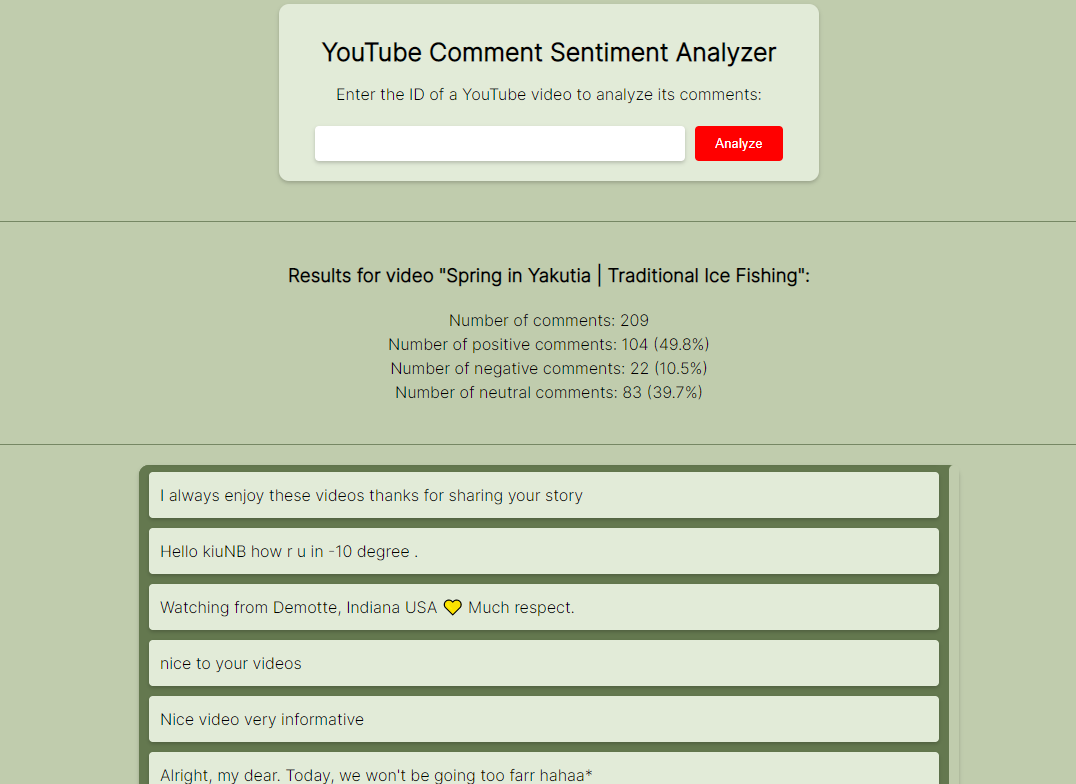 YouTube Comment Sentiment Analyzer
Enter the ID of a YouTube video to analyze its comments:
Analyze
Results for video "Spring in Yakutia | Traditional Ice Fishing":
Number of comments: 209
Number of positive comments: 104 (49.8%)
Number of negative comments: 22 (10.5%)
Number of neutral comments: 83 (39.7%)
I always enjoy these videos thanks for sharing your story
Hello kiuNB how r u in -10 degree .
Watching from Demotte, Indiana USA 💛 Much respect.
nice to your videos
Nice video very informative
Alright, my dear. Today, we won't be going too farr hahaa*